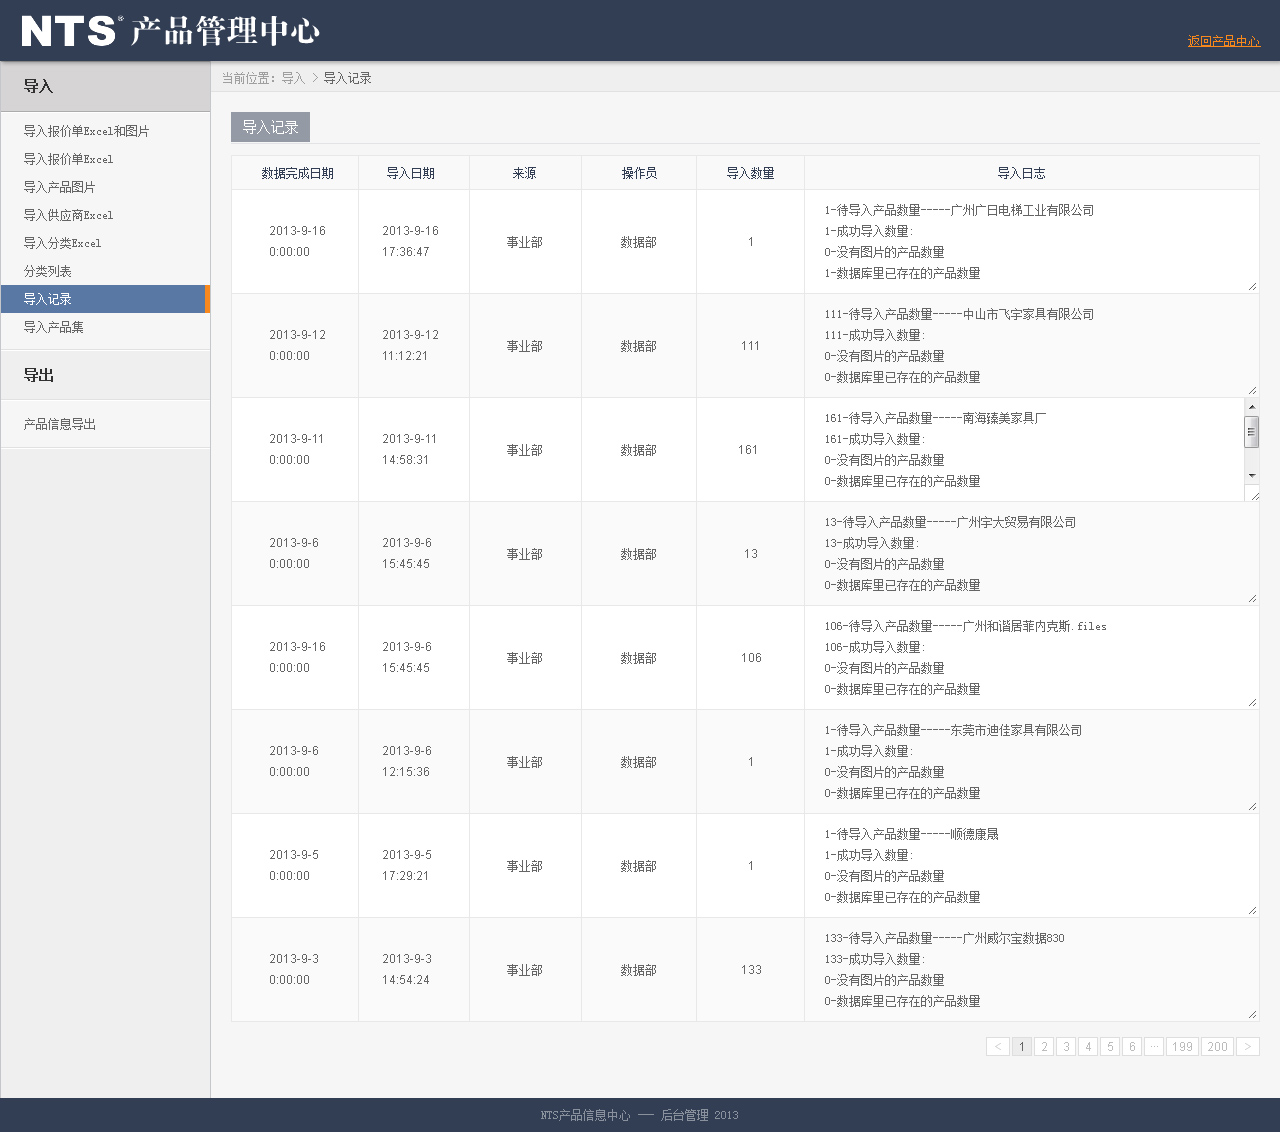 NTS® 产品管理中心
返回产品中心
导入
导入报价单Excel和图片
导入报价单Excel
导入产品图片
导入供应商Excel
导入分类Excel
分类列表
导入记录
导入产品集
导出
产品信息导出
当前位置: 导入 > 导入记录
导入记录
数据完成日期 导入日期 来源 操作员 导入数量 导入日志
2013-9-16 0:00:00
2013-9-16 17:36:47
事业部
数据部
1
1-待导入产品数量-----广州广日电梯工业有限公司
1-成功导入数量:
0-没有图片的产品数量
1-数据库里已存在的产品数量
2013-9-12 0:00:00
2013-9-12 11:12:21
事业部
数据部
111
111-待导入产品数量-----中山市飞宇家具有限公司
111-成功导入数量:
0-没有图片的产品数量
0-数据库里已存在的产品数量
2013-9-11 0:00:00
2013-9-11 14:58:31
事业部
数据部
161
161-待导入产品数量-----南海臻美家具厂
161-成功导入数量:
0-没有图片的产品数量
0-数据库里已存在的产品数量
2013-9-6 0:00:00
2013-9-6 15:45:45
事业部
数据部
13
13-待导入产品数量-----广州宇大贸易有限公司
13-成功导入数量:
0-没有图片的产品数量
0-数据库里已存在的产品数量
2013-9-16 0:00:00
2013-9-6 15:45:45
事业部
数据部
106
106-待导入产品数量-----广州和谐居菲内克斯.files
106-成功导入数量:
0-没有图片的产品数量
0-数据库里已存在的产品数量
2013-9-6 0:00:00
2013-9-6 12:15:36
事业部
数据部
1
1-待导入产品数量-----东莞市迪佳家具有限公司
1-成功导入数量:
0-没有图片的产品数量
0-数据库里已存在的产品数量
2013-9-5 0:00:00
2013-9-5 17:29:21
事业部
数据部
1
1-待导入产品数量-----顺德康晟
1-成功导入数量:
0-没有图片的产品数量
0-数据库里已存在的产品数量
2013-9-3 0:00:00
2013-9-3 14:54:24
事业部
数据部
133
133-待导入产品数量-----广州威尔宝数据830
133-成功导入数量:
0-没有图片的产品数量
0-数据库里已存在的产品数量
< 1 2 3 4 5 6 ... 199 200 >
NTS产品信息中心 —— 后台管理 2013